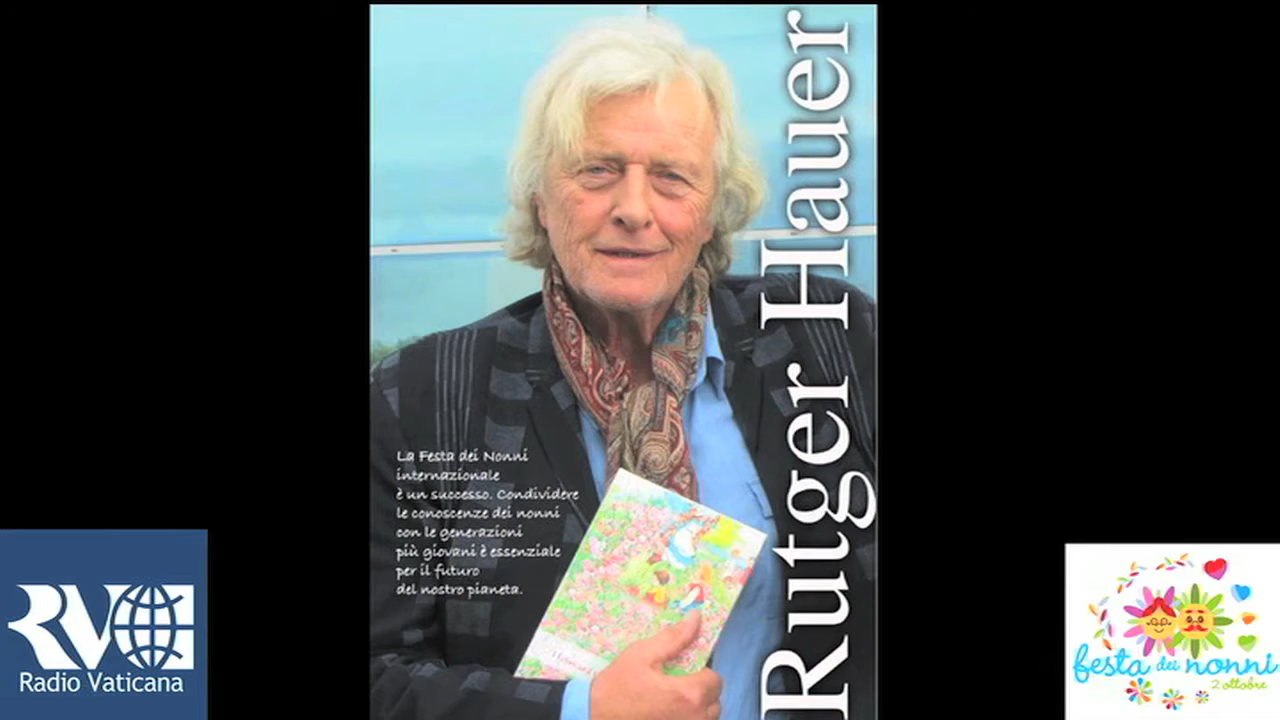 Rutger Hauer
La Festa dei Nonni
internazionale
è un successo. Condividere
le conoscenze dei nonni
con le generazioni
più giovani è essenziale
per il futuro
del nostro pianeta.
RV
Radio Vaticana
festa dei nonni
2 ottobre